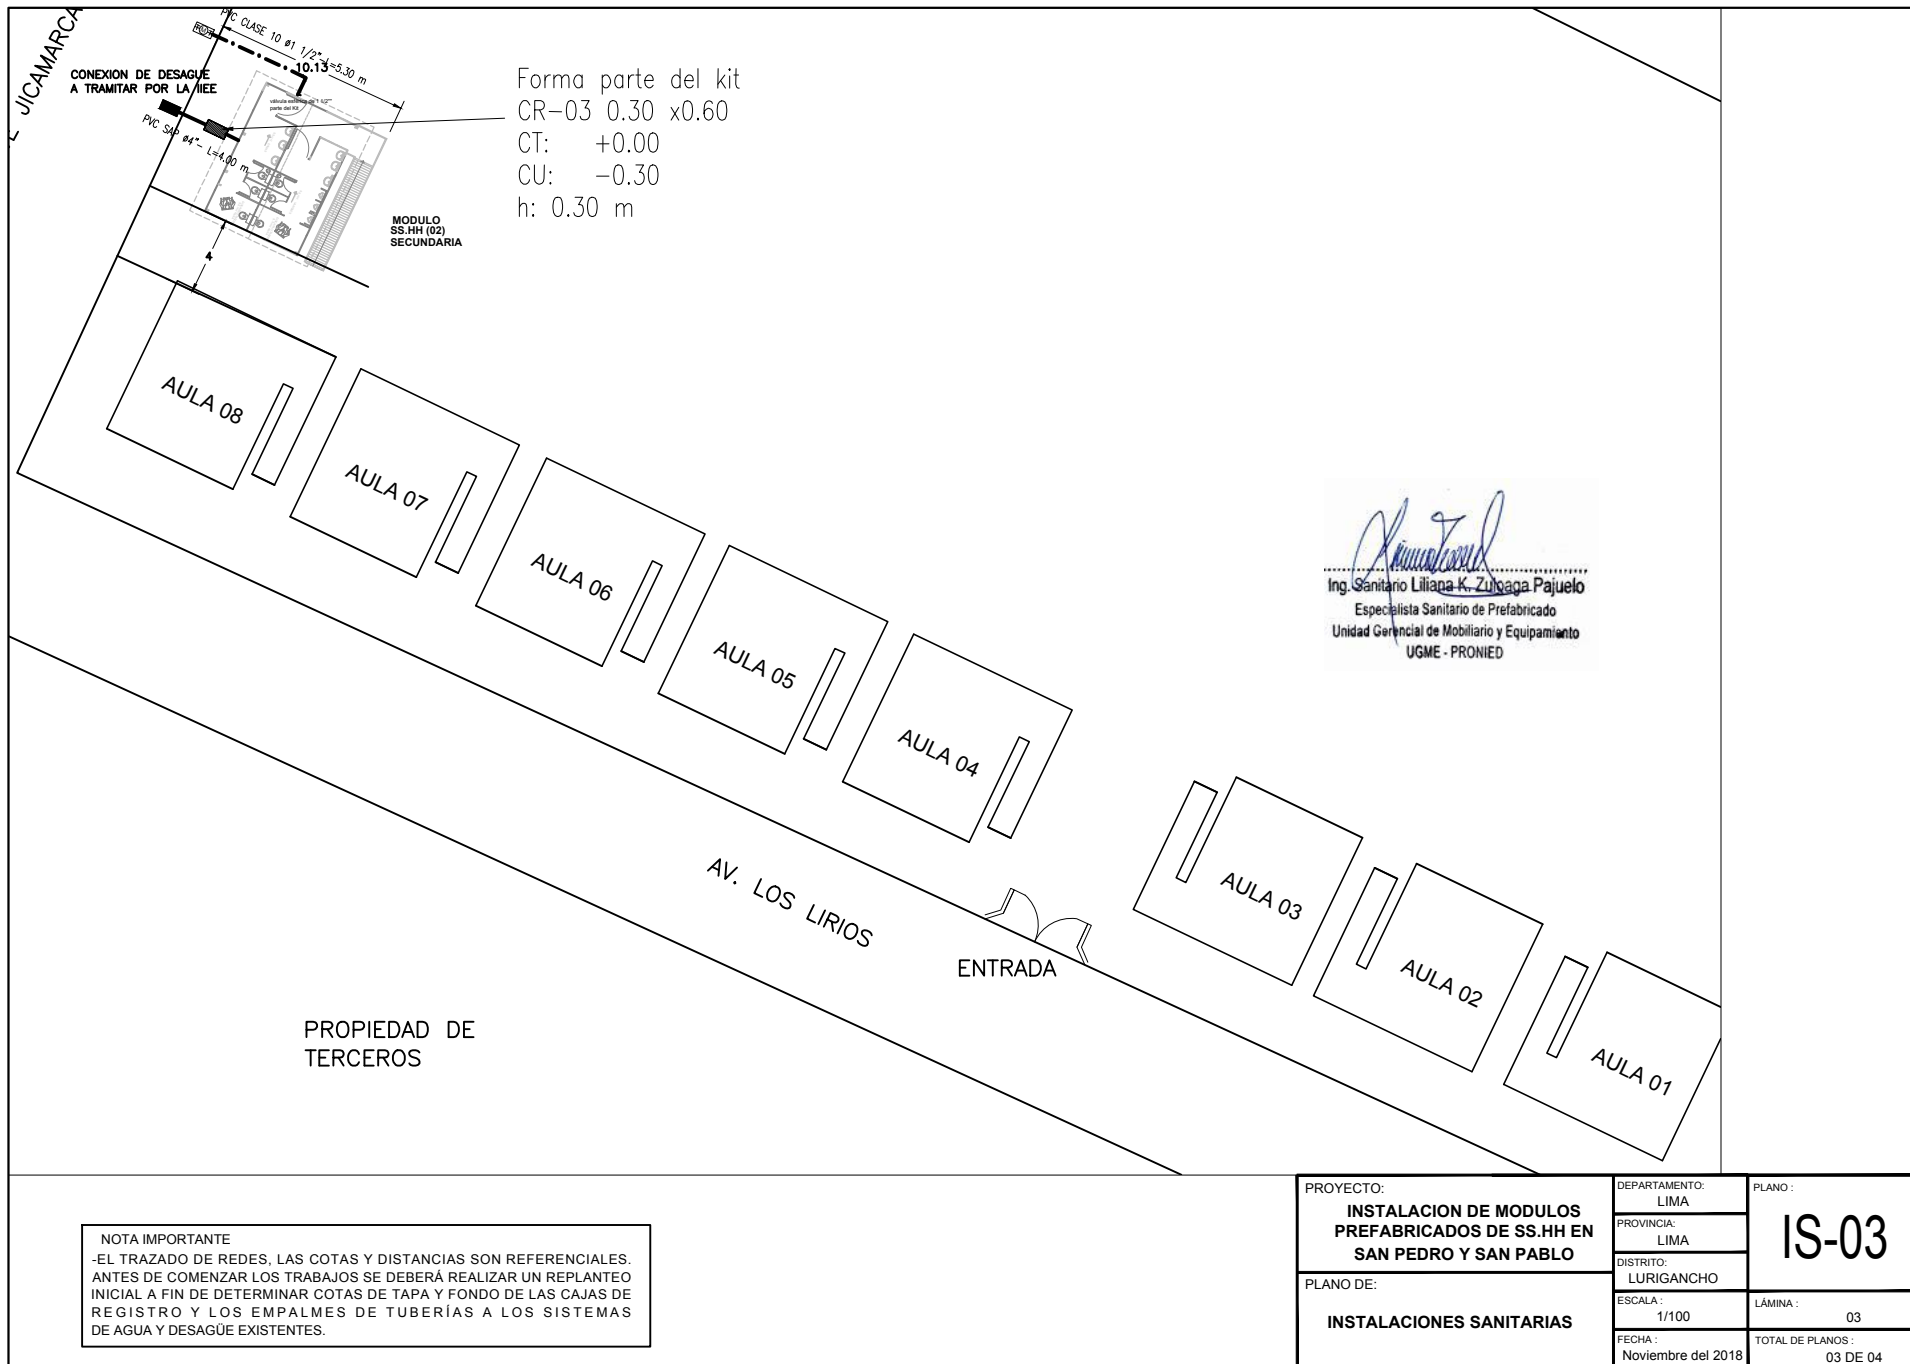 E JICAMARCA
PVC CLASE 10 ø1 1/2"-L=5.30 m
10.13
CONEXION DE DESAGUE
A TRAMITAR POR LA IIEE
PVC SAP ø4"- L=4.00 m
parte del Kit
Forma parte del kit
CR-03 0.30 x0.60
CT: +0.00
CU: -0.30
h: 0.30 m
MODULO
SS.HH (02)
SECUNDARIA
4
AULA 08
AULA 07
AULA 06
AULA 05
AULA 04
AULA 03
AULA 02
AULA 01
Ing. Sanitario Liliana K. Zuloaga Pajuelo
Especialista Sanitario de Prefabricado
Unidad Gerencial de Mobiliario y Equipamiento
UGME - PRONIED
AV. LOS LIRIOS
ENTRADA
PROPIEDAD DE
TERCEROS
NOTA IMPORTANTE
-EL TRAZADO DE REDES, LAS COTAS Y DISTANCIAS SON REFERENCIALES.
ANTES DE COMENZAR LOS TRABAJOS SE DEBERÁ REALIZAR UN REPLANTEO
INICIAL A FIN DE DETERMINAR COTAS DE TAPA Y FONDO DE LAS CAJAS DE
REGISTRO Y LOS EMPALMES DE TUBERÍAS A LOS SISTEMAS
DE AGUA Y DESAGÜE EXISTENTES.
PROYECTO:
INSTALACION DE MODULOS
PREFABRICADOS DE SS.HH EN
SAN PEDRO Y SAN PABLO
PLANO DE:
INSTALACIONES SANITARIAS
DEPARTAMENTO:
LIMA
PROVINCIA:
LIMA
DISTRITO:
LURIGANCHO
ESCALA :
1/100
FECHA :
Noviembre del 2018
PLANO :
IS-03
LÁMINA :
03
TOTAL DE PLANOS :
03 DE 04